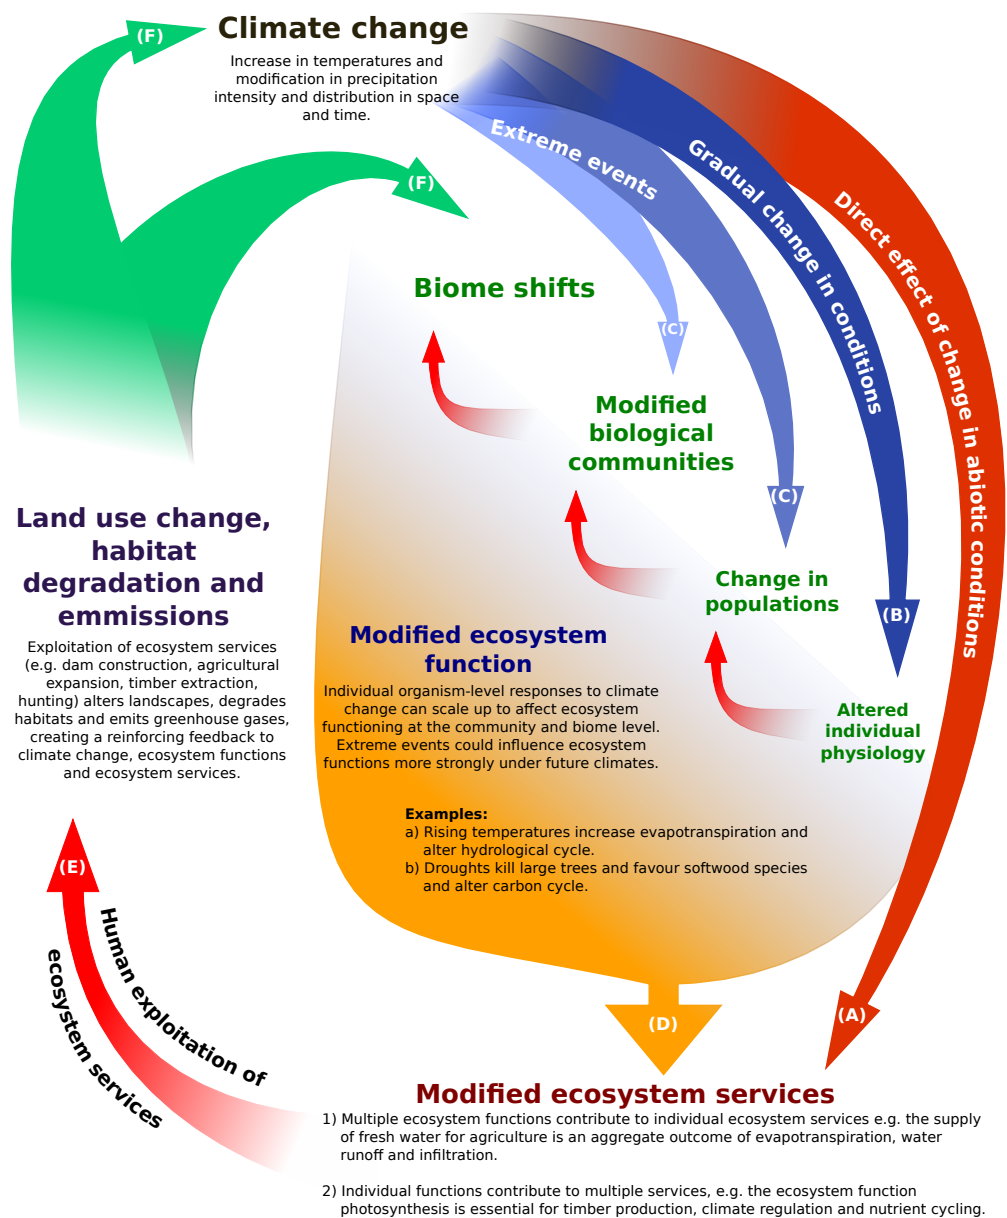 (F)
Climate change
Increase in temperatures and
modification in precipitation
intensity and distribution in space
and time.
(F)
Extreme events
Gradual change in conditions
Direct effect of change in abiotic conditions
Biome shifts
(C)
Modified
biological
communities
(C)
Change in
populations
(B)
Altered
individual
physiology
Land use change,
habitat
degradation and
emmissions
Exploitation of ecosystem services
(e.g. dam construction, agricultural
expansion, timber extraction,
hunting) alters landscapes, degrades
habitats and emits greenhouse gases,
creating a reinforcing feedback to
climate change, ecosystem functions
and ecosystem services.
Modified ecosystem
function
Individual organism-level responses to climate
change can scale up to affect ecosystem
functioning at the community and biome level.
Extreme events could influence ecosystem
functions more strongly under future climates.
Examples:
a) Rising temperatures increase evapotranspiration and
alter hydrological cycle.
b) Droughts kill large trees and favour softwood species
and alter carbon cycle.
(E)
Human exploitation of
ecosystem services
(D)
(A)
Modified ecosystem services
1) Multiple ecosystem functions contribute to individual ecosystem services e.g. the supply
of fresh water for agriculture is an aggregate outcome of evapotranspiration, water
runoff and infiltration.
2) Individual functions contribute to multiple services, e.g. the ecosystem function
photosynthesis is essential for timber production, climate regulation and nutrient cycling.